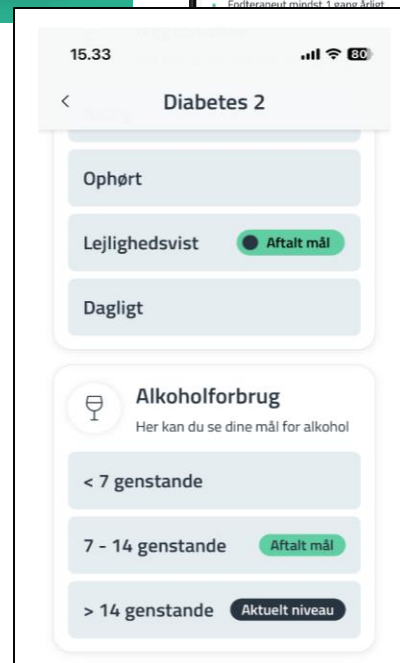 Fodterapeut mindst 1 gang årligt
15.33 80
Diabetes 2
Ophørt
Lejlighedsvist Aftalt mål
Dagligt
Alkoholforbrug
Her kan du se dine mål for alkohol
< 7 genstande
7 - 14 genstande Aftalt mål
> 14 genstande Aktuelt niveau